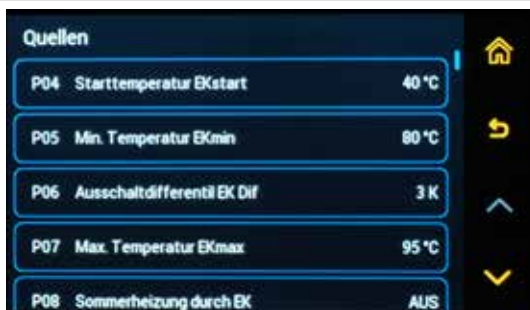 Quellen
P04 Starttemperatur EKstart 40 °C
P05 Min. Temperatur EKmin 80 °C
P06 Ausschaltdifferentil EK Dif 3 K
P07 Max. Temperatur EKmax 95 °C
P08 Sommerheizung durch EK AUS